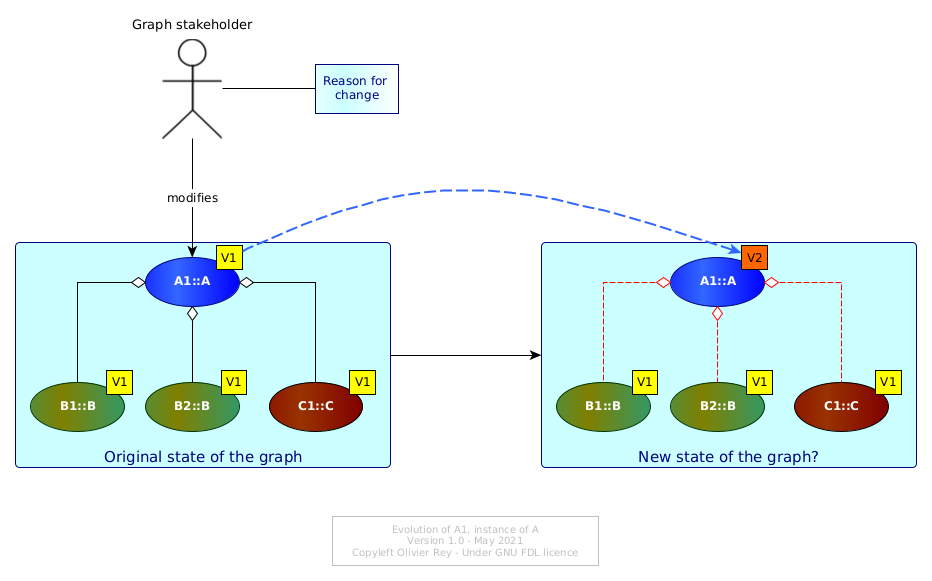 Graph stakeholder
Reason for
change
modifies
V1
V2
A1::A
A1::A
V1
V1
V1
V1
V1
V1
B1::B
B2::B
C1::C
B1::B
B2::B
C1::C
Original state of the graph
New state of the graph?
Evolution of A1, instance of A
Version 1.0 - May 2021
Copyleft Olivier Rey - Under GNU FDL licence